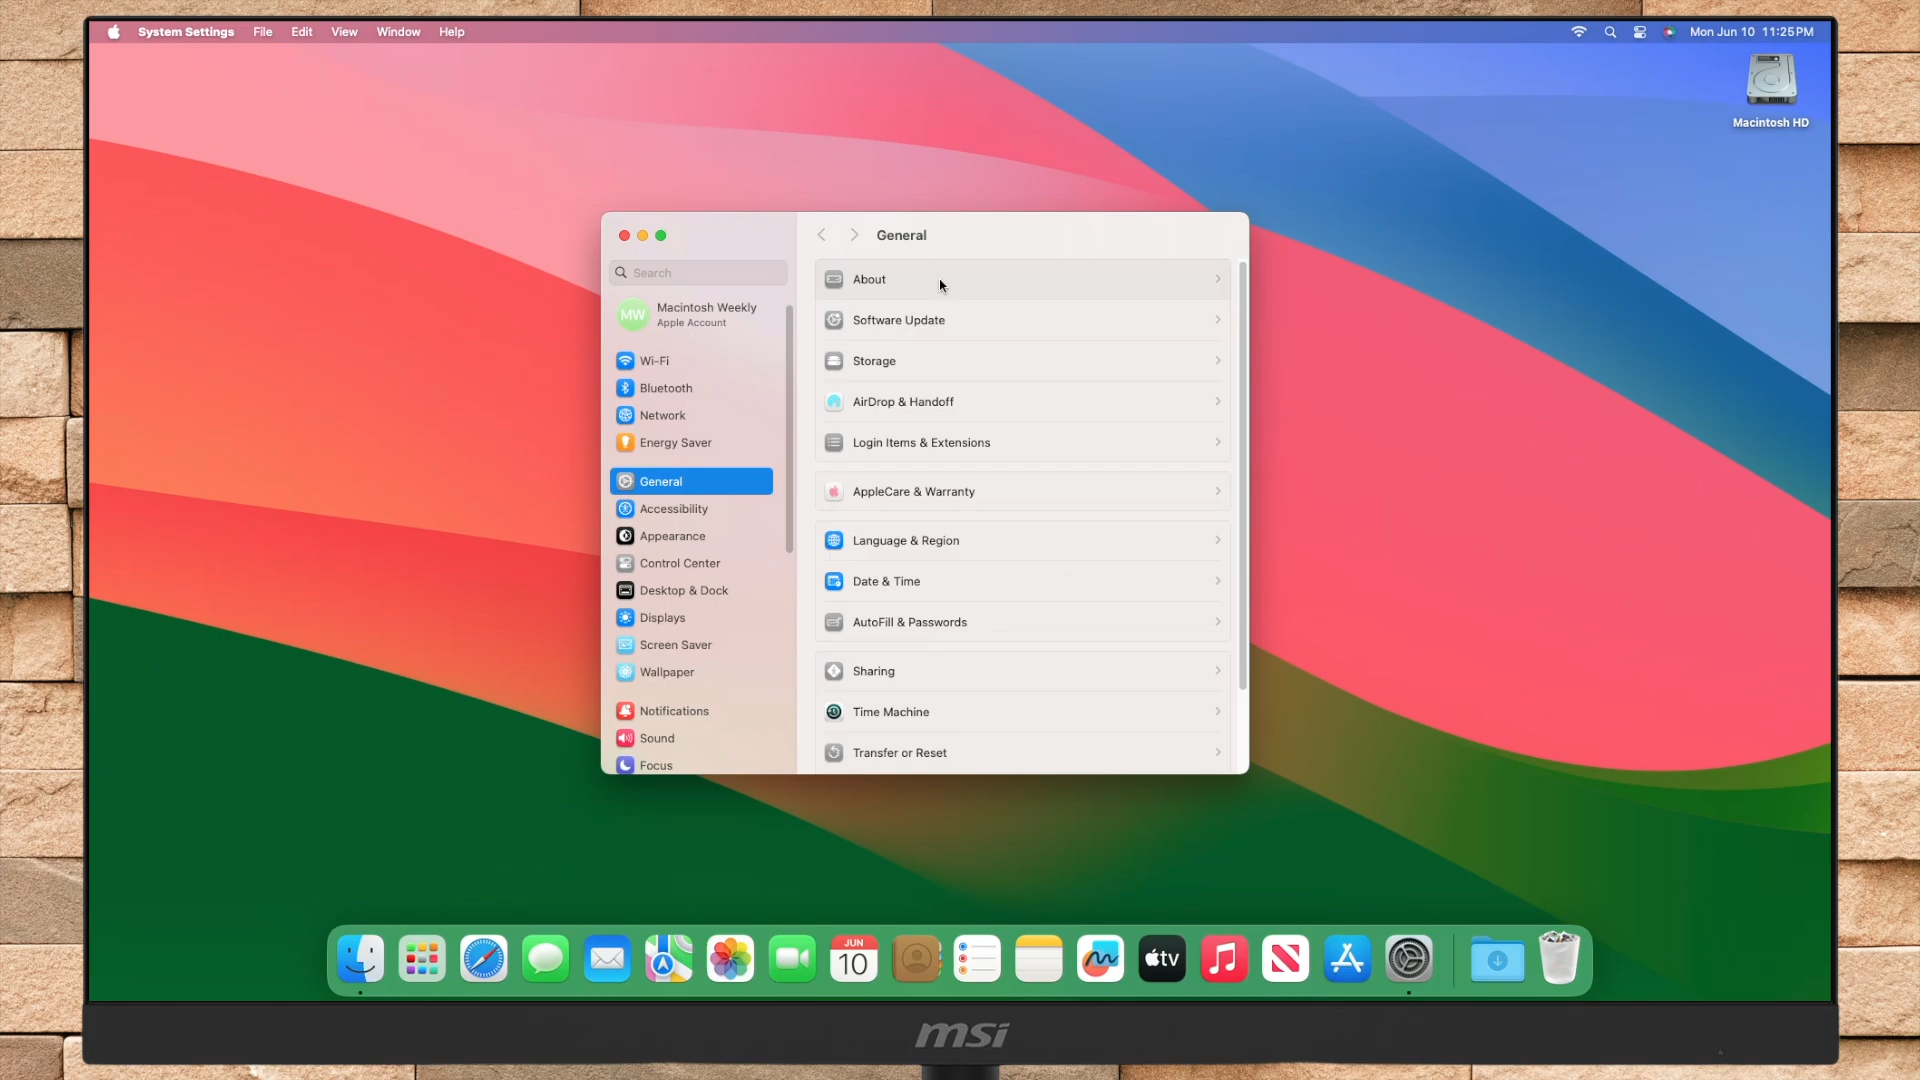 System Settings File Edit View Window Help Mon Jun 10 11:25 PM
Macintosh HD
General
Search
Macintosh Weekly
Apple Account
Wi-Fi
Bluetooth
Network
Energy Saver
General
Accessibility
Appearance
Control Center
Desktop & Dock
Displays
Screen Saver
Wallpaper
Notifications
Sound
Focus
About
Software Update
Storage
AirDrop & Handoff
Login Items & Extensions
AppleCare & Warranty
Language & Region
Date & Time
AutoFill & Passwords
Sharing
Time Machine
Transfer or Reset
MW
JUN
10
tv
msi